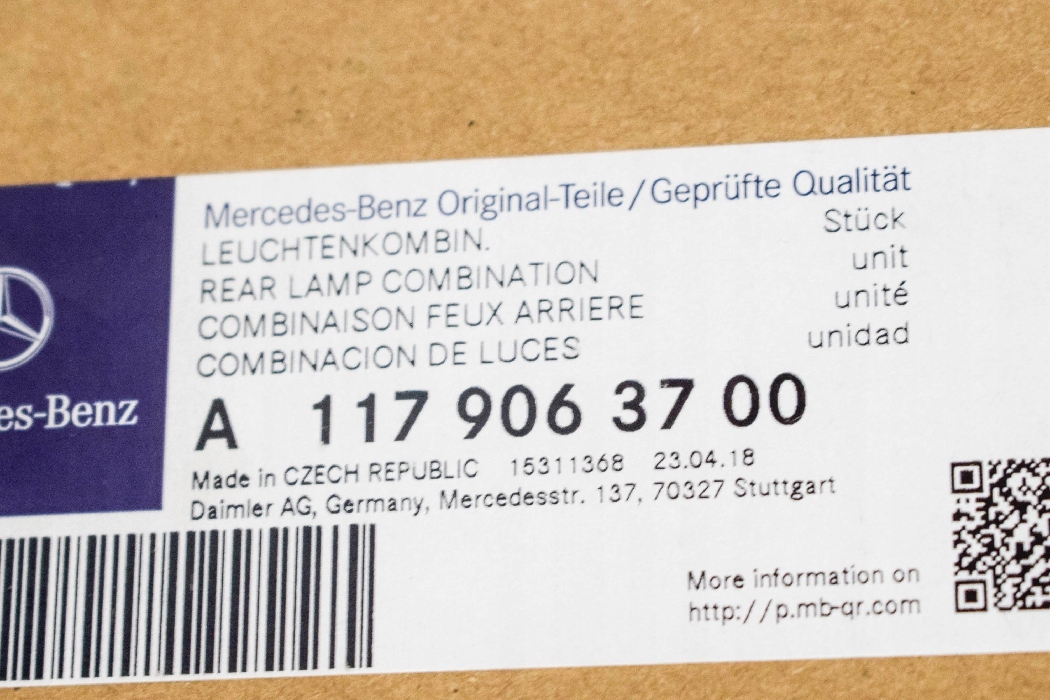 Mercedes-Benz Original-Teile/Geprüfte Qualität
LEUCHTENKOMBIN. Stück
REAR LAMP COMBINATION unit
COMBINAISON FEUX ARRIERE unité
COMBINACION DE LUCES unidad
es-Benz
A 117 906 37 00
Made in CZECH REPUBLIC 15311368 23.04.18
Daimler AG, Germany, Mercedesstr. 137, 70327 Stuttgart
More information on
http://p.mb-qr.com